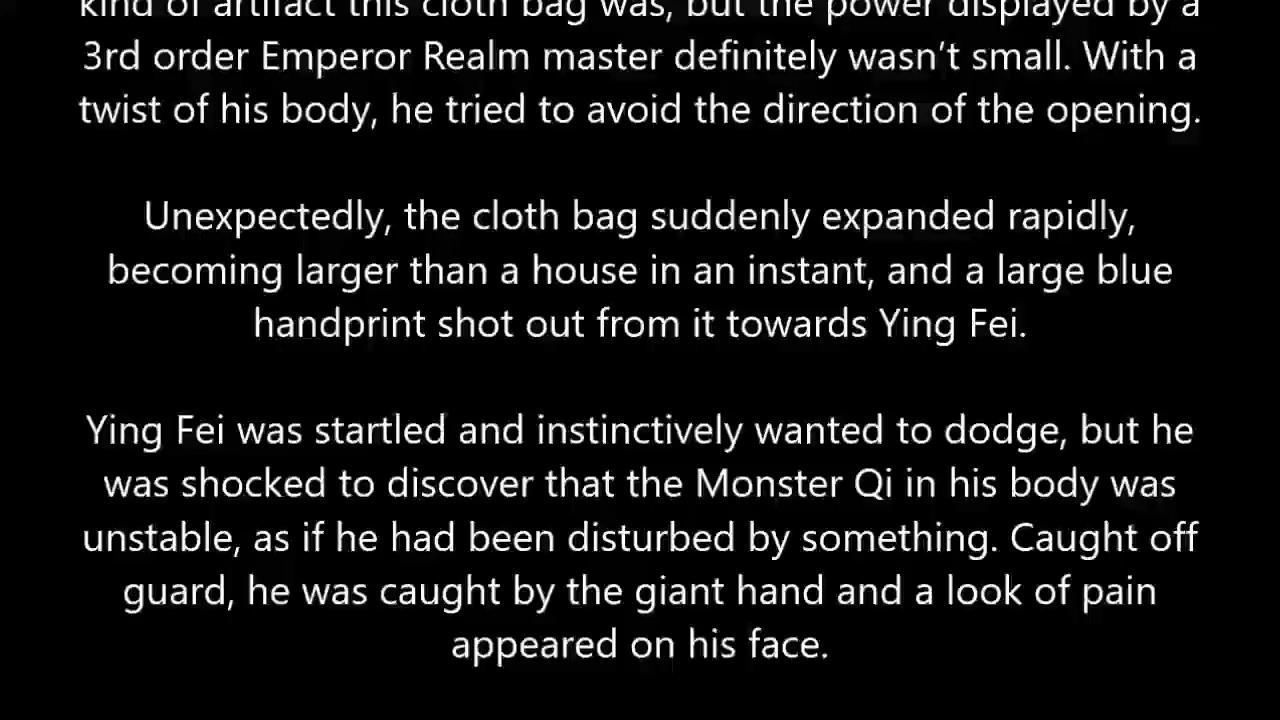 kind of artifact this cloth bag was, but the power displayed by a
3rd order Emperor Realm master definitely wasn’t small. With a
twist of his body, he tried to avoid the direction of the opening.
Unexpectedly, the cloth bag suddenly expanded rapidly,
becoming larger than a house in an instant, and a large blue
handprint shot out from it towards Ying Fei.
Ying Fei was startled and instinctively wanted to dodge, but he
was shocked to discover that the Monster Qi in his body was
unstable, as if he had been disturbed by something. Caught off
guard, he was caught by the giant hand and a look of pain
appeared on his face.